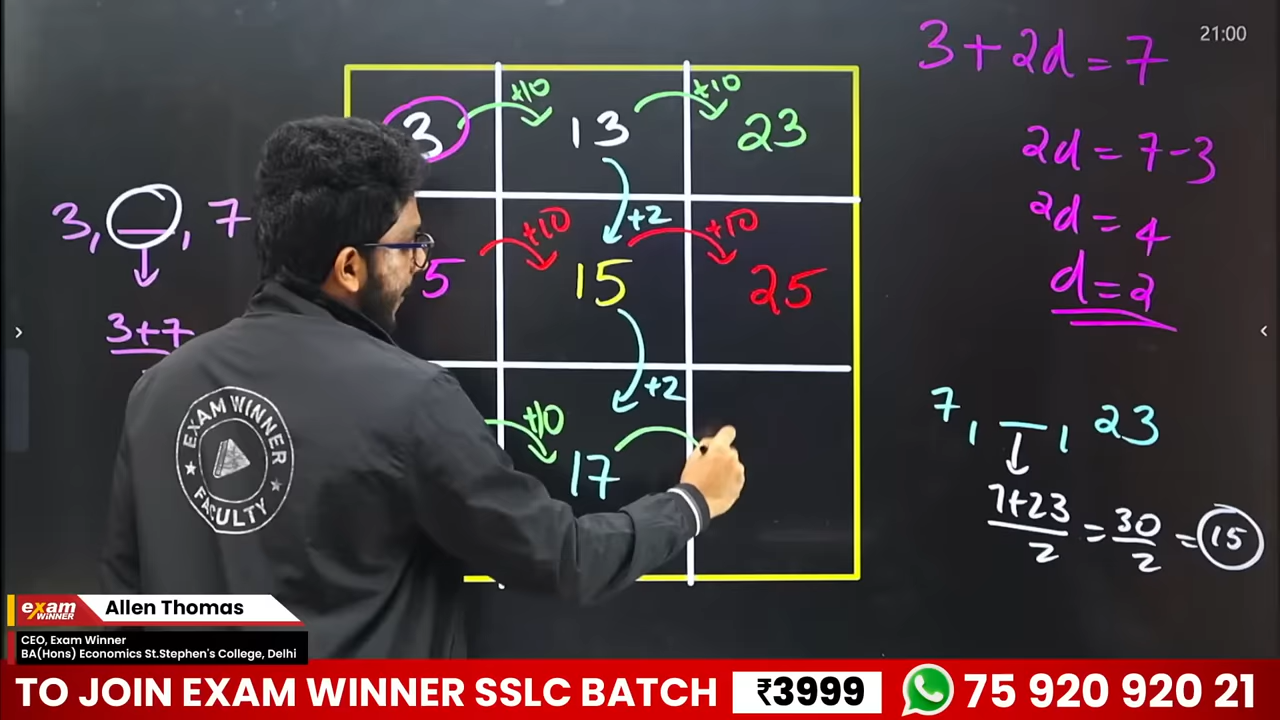 3 + 2d = 7
21:00
2d = 7-3
2d = 4
d = 2
+10
+10
3
13
23
3, __, 7
3+7
+2
+10
+10
5
15
25
+2
+10
17
7, __, 23
7+23
2
= 30
2
= 15
EXAM WINNER
FACULTY
exam
WINNER
Allen Thomas
CEO, Exam Winner
BA(Hons) Economics St.Stephen's College, Delhi
TO JOIN EXAM WINNER SSLC BATCH
₹3999
75 920 920 21